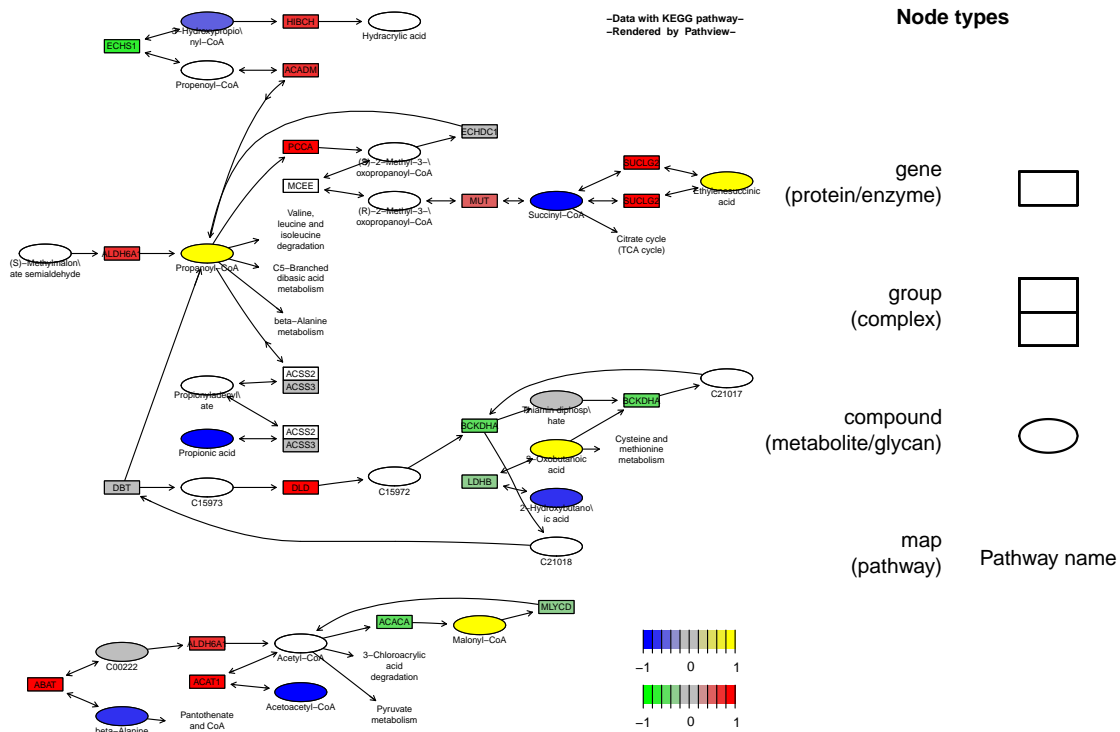 −Data with KEGG pathway−
−Rendered by Pathview−
Node types
HIBCH
3−Hydroxypropio\
nyl−CoA
Hydracrylic acid
ECHS1
Propenoyl−CoA
ACADM
ECHDC1
PCCA
(S)−2−Methyl−3−\
oxopropanoyl−CoA
MCEE
(R)−2−Methyl−3−\
oxopropanoyl−CoA
MUT
Succinyl−CoA
SUCLG2
SUCLG2
Ethylenesuccinic
acid
Citrate cycle
(TCA cycle)
gene
(protein/enzyme)
Valine,
leucine and
isoleucine
degradation
(S)−Methylmalon\
ate semialdehyde
ALDH6A1
Propanoyl−CoA
C5−Branched
dibasic acid
metabolism
beta−Alanine
metabolism
group
(complex)
ACSS2
ACSS3
Propionyladenyl\
ate
ACSS2
ACSS3
Propionic acid
C21017
Thiamin diphosp\
hate
BCKDHA
BCKDHA
2−Oxobutanoic
acid
Cysteine and
methionine
metabolism
compound
(metabolite/glycan)
LDHB
2−Hydroxybutano\
ic acid
DBT
C15973
DLD
C15972
C21018
map
(pathway)
Pathway name
MLYCD
ACACA
Malonyl−CoA
ALDH6A1
Acetyl−CoA
C00222
3−Chloroacrylic
acid
degradation
ABAT
ACAT1
Acetoacetyl−CoA
Pyruvate
metabolism
beta−Alanine
Pantothenate
and CoA
−1 0 1
−1 0 1